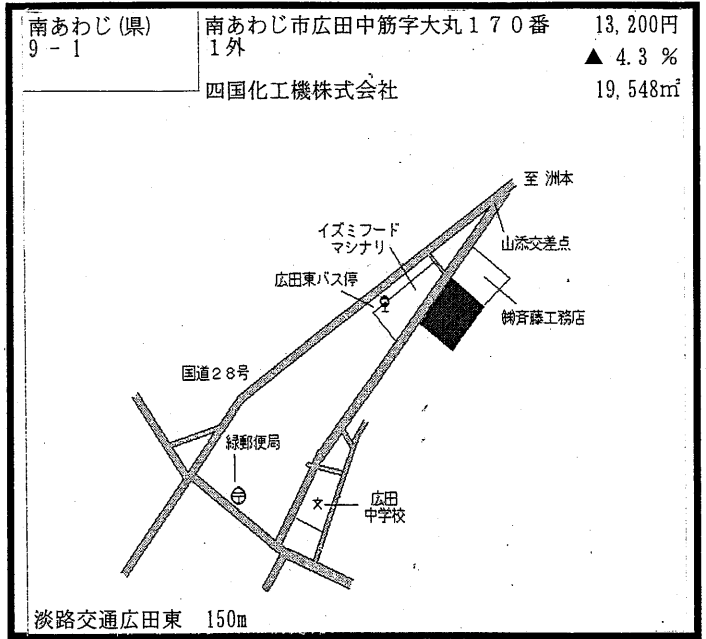 南あわじ(県)
9 - 1
南あわじ市広田中筋字大丸170番
1外
四国化工機株式会社
13,200円
▲ 4.3 %
19,548㎡
至 洲本
イズミフード
マシナリ
山添交差点
広田東バス停
㈱斉藤工務店
国道28号
緑郵便局
広田
中学校
淡路交通広田東 150m